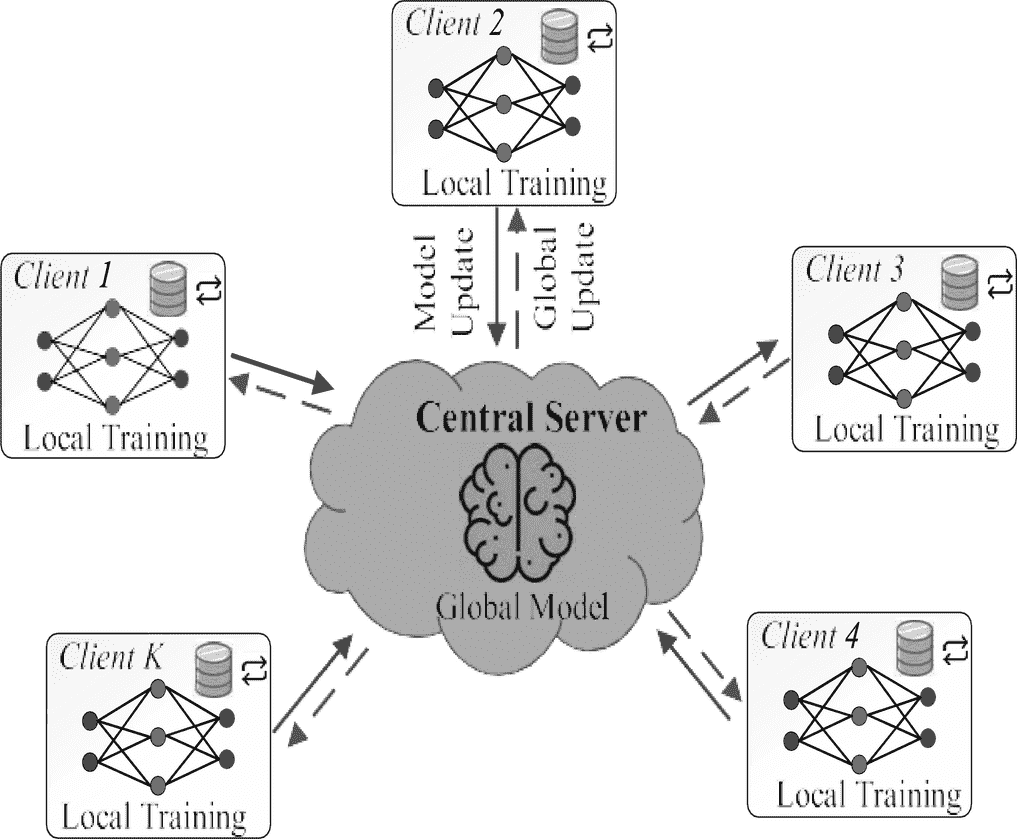 Client 2
Local Training
Model
Update
Global
Update
Client 1
Local Training
Client 3
Local Training
Central Server
Global Model
Client K
Local Training
Client 4
Local Training